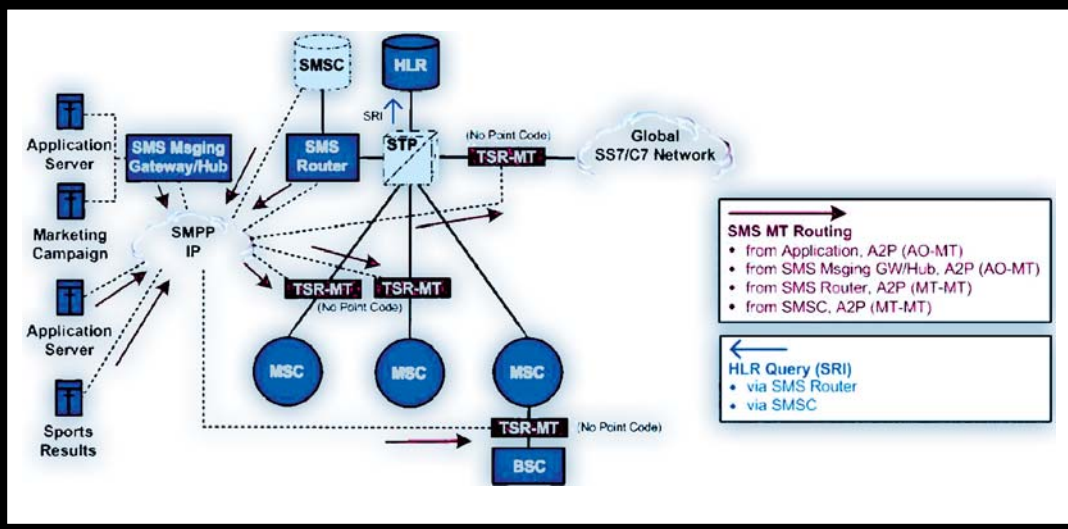 SMSC
HLR
SRI
Application
Server
SMS Msging
Gateway/Hub
SMS
Router
STP
(No Point Code)
TSR-MT
Global
SS7/C7 Network
Marketing
Campaign
SMPP
IP
TSR-MT
TSR-MT
(No Point Code)
Application
Server
MSC
MSC
MSC
Sports
Results
TSR-MT
(No Point Code)
BSC
SMS MT Routing
• from Application, A2P (AO-MT)
• from SMS Msging GW/Hub, A2P (AO-MT)
• from SMS Router, A2P (MT-MT)
• from SMSC, A2P (MT-MT)
HLR Query (SRI)
• via SMS Router
• via SMSC